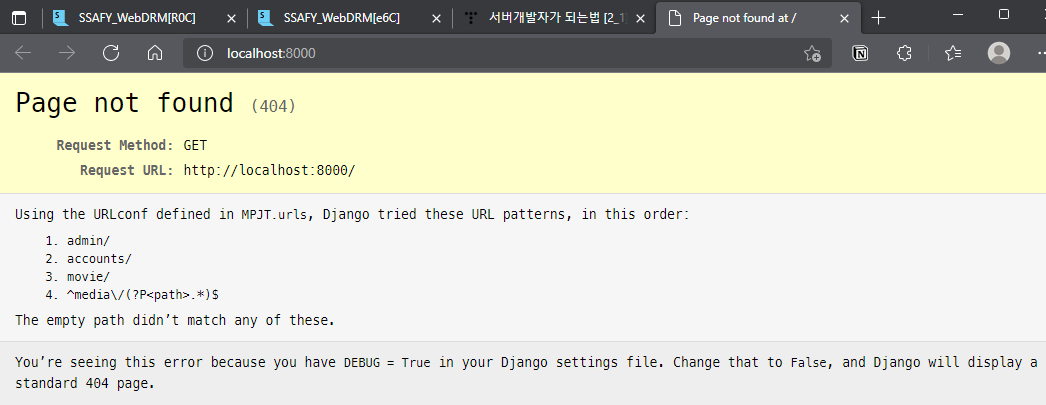 SSAFY_WebDRM[R0C]
SSAFY_WebDRM[e6C]
서버개발자가 되는법 [2_1]
Page not found at /
localhost:8000
Page not found (404)
Request Method: GET
Request URL: http://localhost:8000/
Using the URLconf defined in MPJT.urls, Django tried these URL patterns, in this order:
1. admin/
2. accounts/
3. movie/
4. ^media\/(?P<path>.*)$
The empty path didn’t match any of these.
You’re seeing this error because you have DEBUG = True in your Django settings file. Change that to False, and Django will display a
standard 404 page.